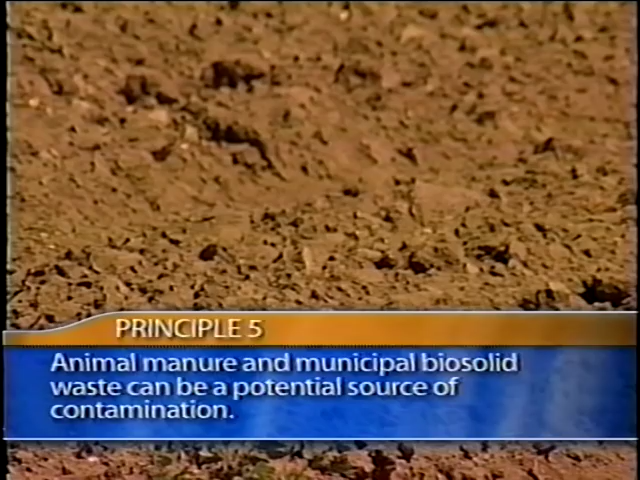 PRINCIPLE 5
Animal manure and municipal biosolid
waste can be a potential source of
contamination.